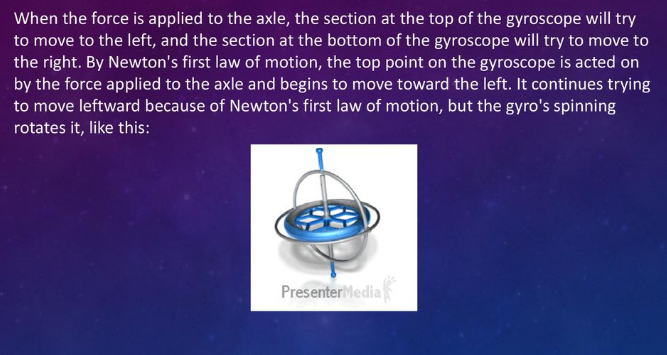 When the force is applied to the axle, the section at the top of the gyroscope will try
to move to the left, and the section at the bottom of the gyroscope will try to move to
the right. By Newton's first law of motion, the top point on the gyroscope is acted on
by the force applied to the axle and begins to move toward the left. It continues trying
to move leftward because of Newton's first law of motion, but the gyro's spinning
rotates it, like this:
PresenterMedia